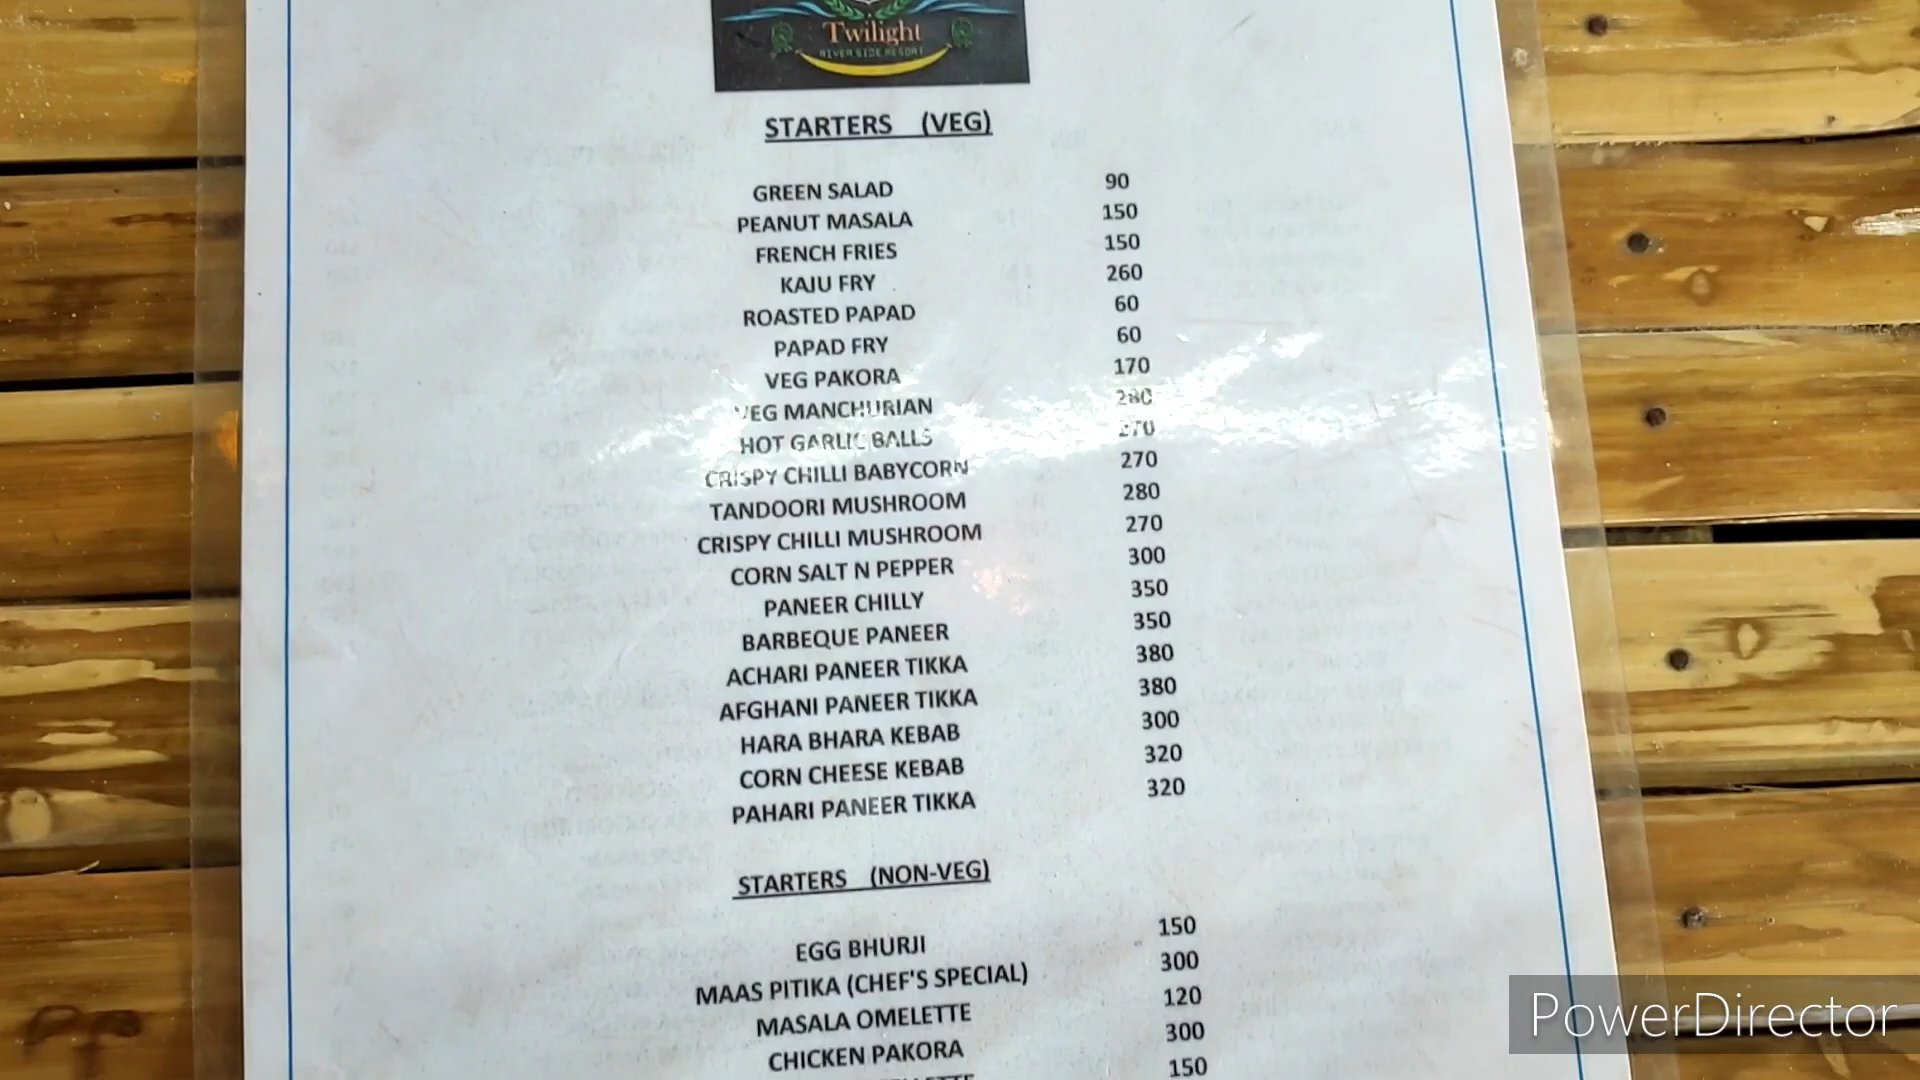 Twilight
RIVER SIDE RESORT
STARTERS (VEG)
GREEN SALAD 90
PEANUT MASALA 150
FRENCH FRIES 150
KAJU FRY 260
ROASTED PAPAD 60
PAPAD FRY 60
VEG PAKORA 170
VEG MANCHURIAN 280
HOT GARLIC BALLS 270
CRISPY CHILLI BABYCORN 270
TANDOORI MUSHROOM 280
CRISPY CHILLI MUSHROOM 270
CORN SALT N PEPPER 300
PANEER CHILLY 350
BARBEQUE PANEER 350
ACHARI PANEER TIKKA 380
AFGHANI PANEER TIKKA 380
HARA BHARA KEBAB 300
CORN CHEESE KEBAB 320
PAHARI PANEER TIKKA 320
STARTERS (NON-VEG)
EGG BHURJI 150
MAAS PITIKA (CHEF'S SPECIAL) 300
MASALA OMELETTE 120
CHICKEN PAKORA 300
150
PowerDirector